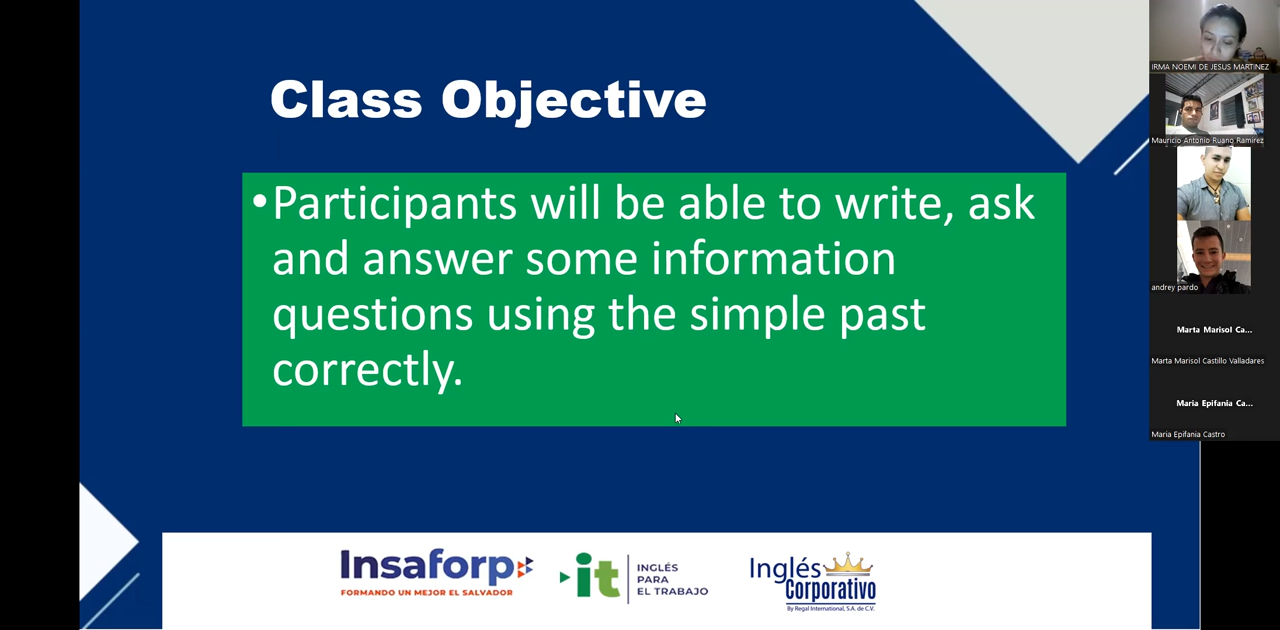 Class Objective
•Participants will be able to write, ask
and answer some information
questions using the simple past
correctly.
Insaforp
FORMANDO UN MEJOR EL SALVADOR
it
INGLÉS
PARA
EL TRABAJO
Inglés
Corporativo
By Regal International, S.A. de C.V.
IRMA NOEMI DE JESUS MARTINEZ
Mauricio Antonio Ruano Ramirez
andrey pardo
Marta Marisol Ca...
Marta Marisol Castillo Valladares
Maria Epifania Ca...
Maria Epifania Castro